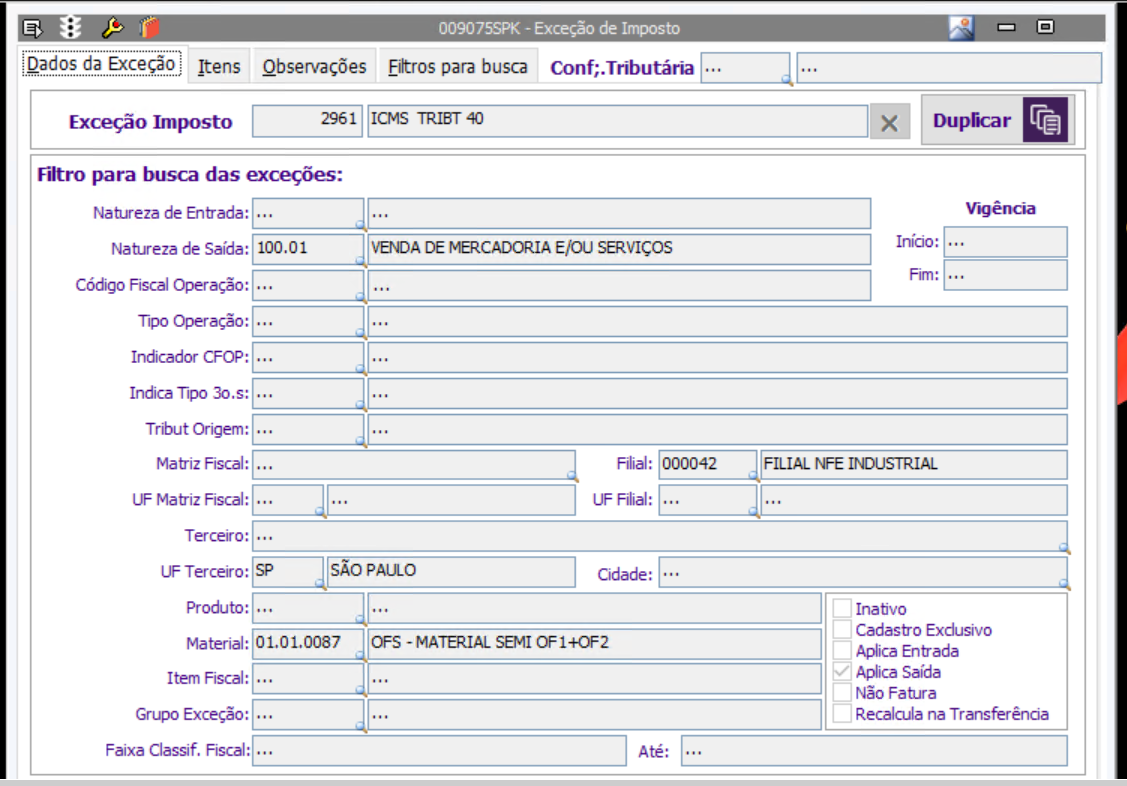 009075SPK - Exceção de Imposto
Dados da Exceção Itens Observações Filtros para busca Conf;.Tributária ... ...
Exceção Imposto 2961 ICMS TRIBT 40 Duplicar
Filtro para busca das exceções:
Natureza de Entrada: ... ... Vigência
Natureza de Saída: 100.01 VENDA DE MERCADORIA E/OU SERVIÇOS Início: ...
Código Fiscal Operação: ... ... Fim: ...
Tipo Operação: ... ...
Indicador CFOP: ... ...
Indica Tipo 3o.s: ... ...
Tribut Origem: ... ...
Matriz Fiscal: ... Filial: 000042 FILIAL NFE INDUSTRIAL
UF Matriz Fiscal: ... ... UF Filial: ... ...
Terceiro: ...
UF Terceiro: SP SÃO PAULO Cidade: ...
Produto: ... ... Inativo
Cadastro Exclusivo
Material: 01.01.0087 OFS - MATERIAL SEMI OF1+OF2 Aplica Entrada
Aplica Saída
Item Fiscal: ... ... Não Fatura
Grupo Exceção: ... ... Recalcula na Transferência
Faixa Classif. Fiscal: ... Até: ...